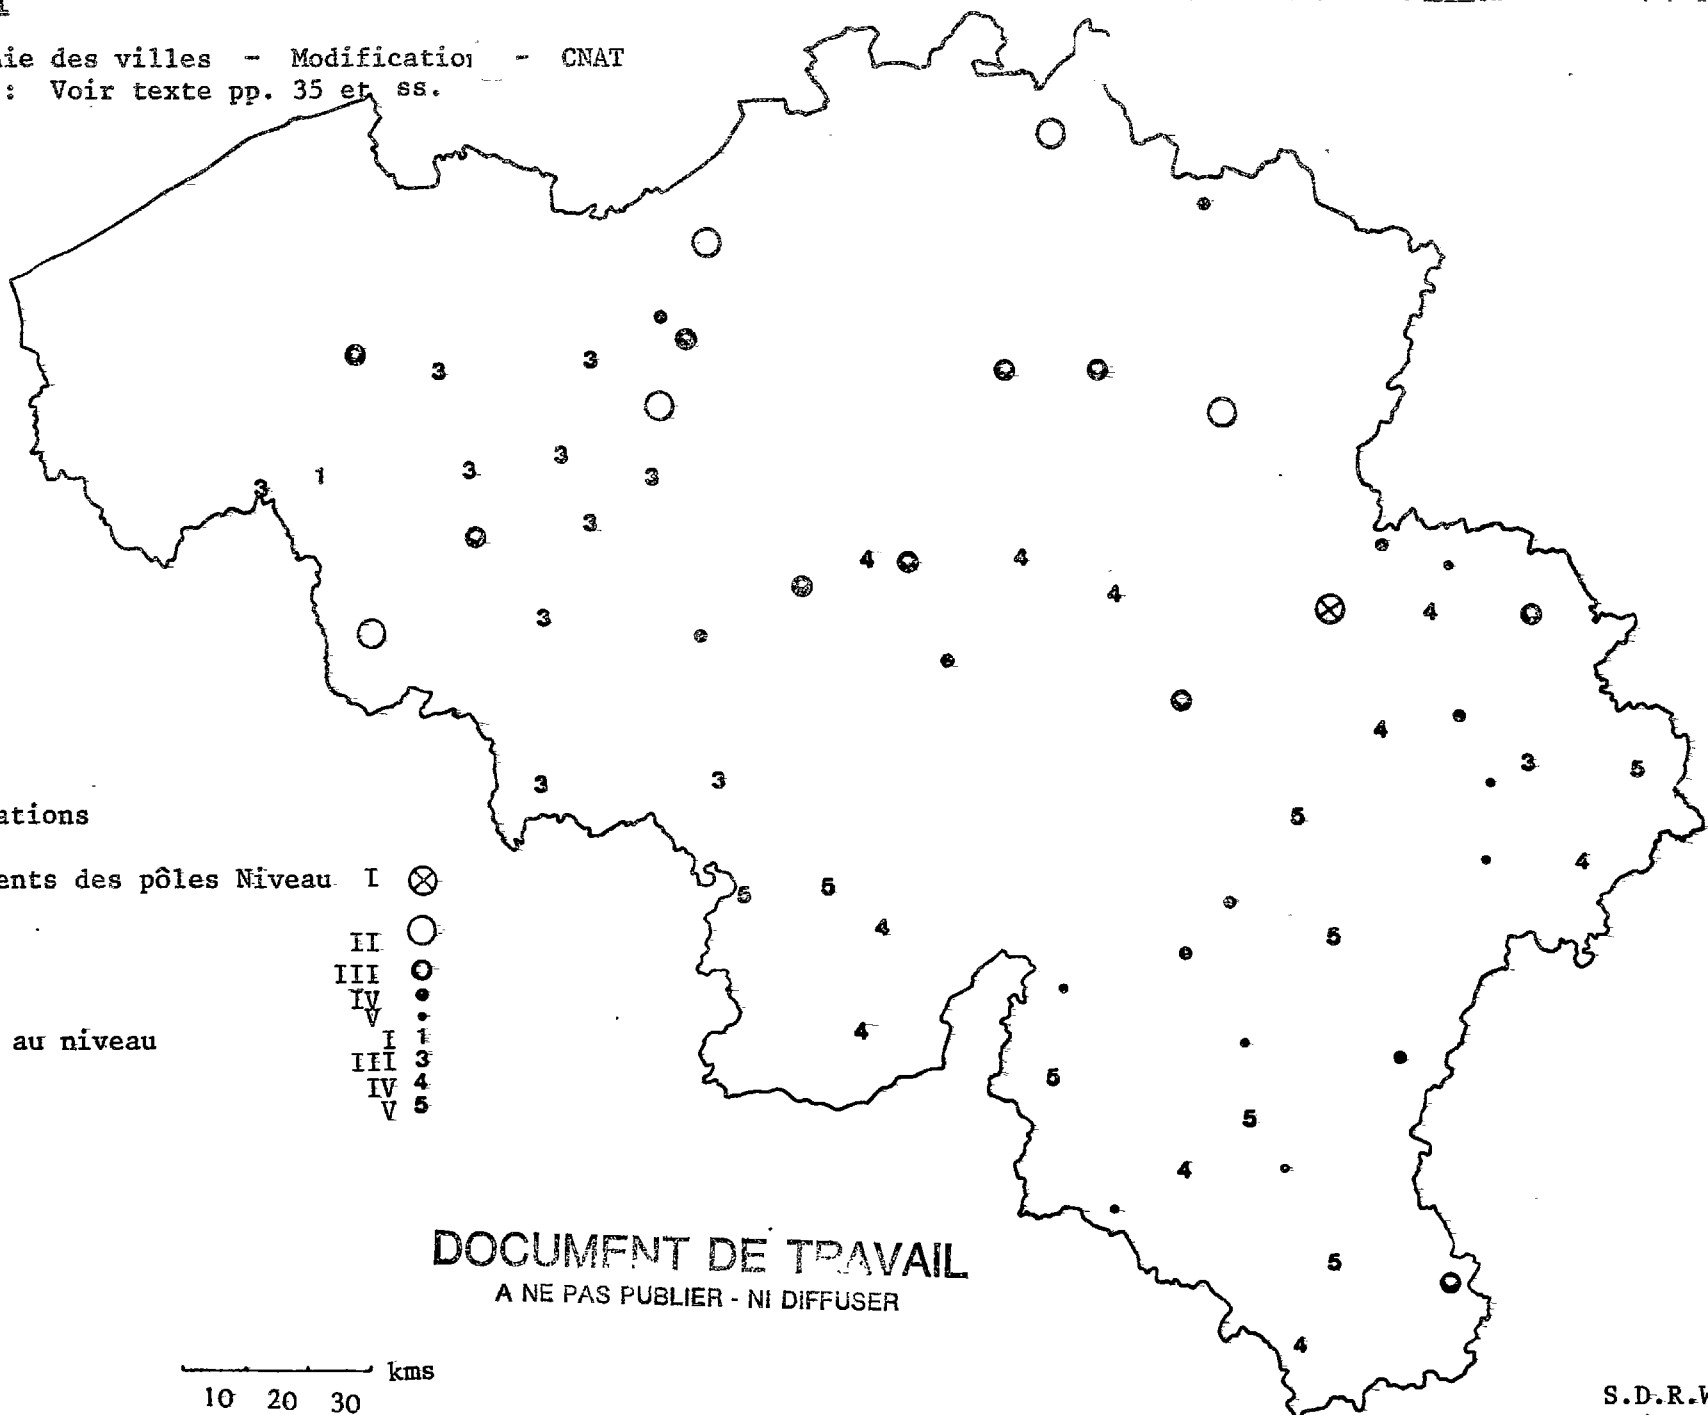 ie des villes - Modification - CNAT
: Voir texte pp. 35 et ss.
3 3
3
3 1 3 3
3
4 4
4
3 4
4
3 5
3 3
5
ations
ents des pôles Niveau I
5 5
4
II
5
III
IV
V
4
au niveau
I 1
III 3
IV 4
V 5
5
5
4
DOCUMENT DE TRAVAIL
A NE PAS PUBLIER - NI DIFFUSER
5
4
kms
10 20 30
S.D.R.W